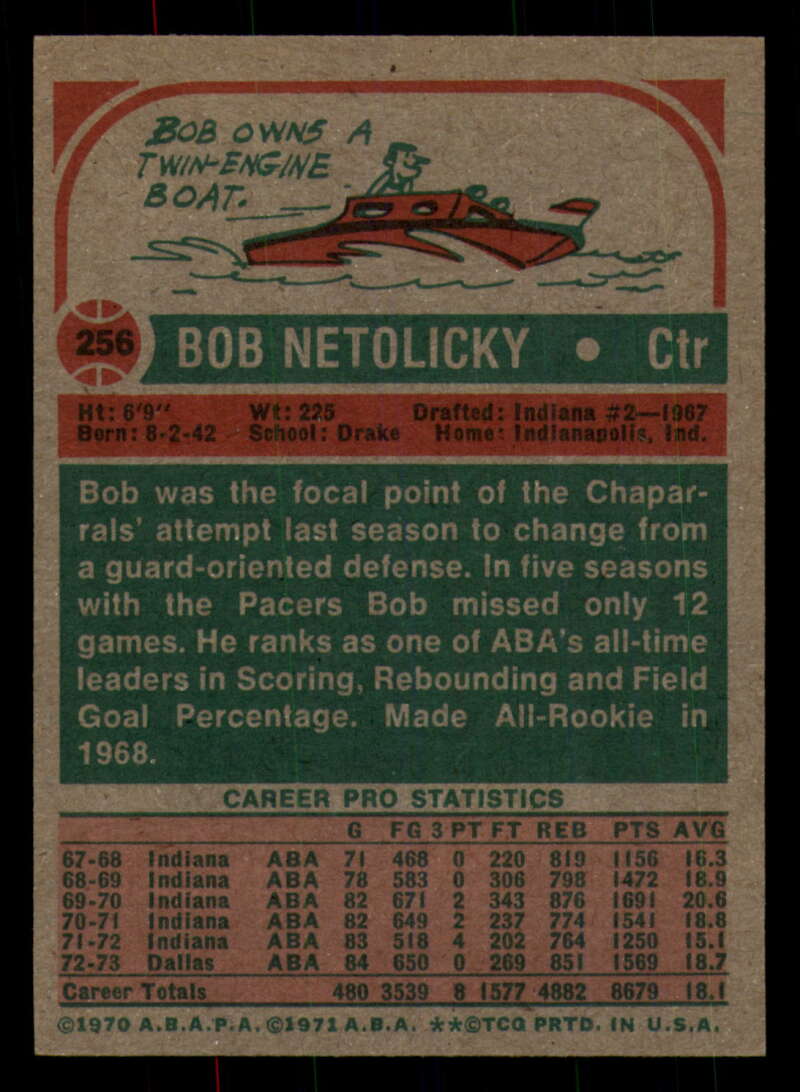 BOB OWNS A
TWIN-ENGINE
BOAT.
256 BOB NETOLICKY • Ctr
Ht: 6'9" Wt: 225 Drafted: Indiana #2—1967
Born: 8-2-42 School: Drake Home: Indianapolis, Ind.
Bob was the focal point of the Chapar-
rals' attempt last season to change from
a guard-oriented defense. In five seasons
with the Pacers Bob missed only 12
games. He ranks as one of ABA's all-time
leaders in Scoring, Rebounding and Field
Goal Percentage. Made All-Rookie in
1968.
CAREER PRO STATISTICS
G FG 3 PT FT REB PTS AVG
67-68 Indiana ABA 71 468 0 220 819 1156 16.3
68-69 Indiana ABA 78 583 0 306 798 1472 18.9
69-70 Indiana ABA 82 671 2 343 876 1691 20.6
70-71 Indiana ABA 82 649 2 237 774 1541 18.8
71-72 Indiana ABA 83 518 4 202 764 1250 15.1
72-73 Dallas ABA 84 650 0 269 851 1569 18.7
Career Totals 480 3539 8 1577 4882 8679 18.1
©1970 A.B.A.P.A. ©1971 A.B.A. **©TCG PRTD. IN U.S.A.